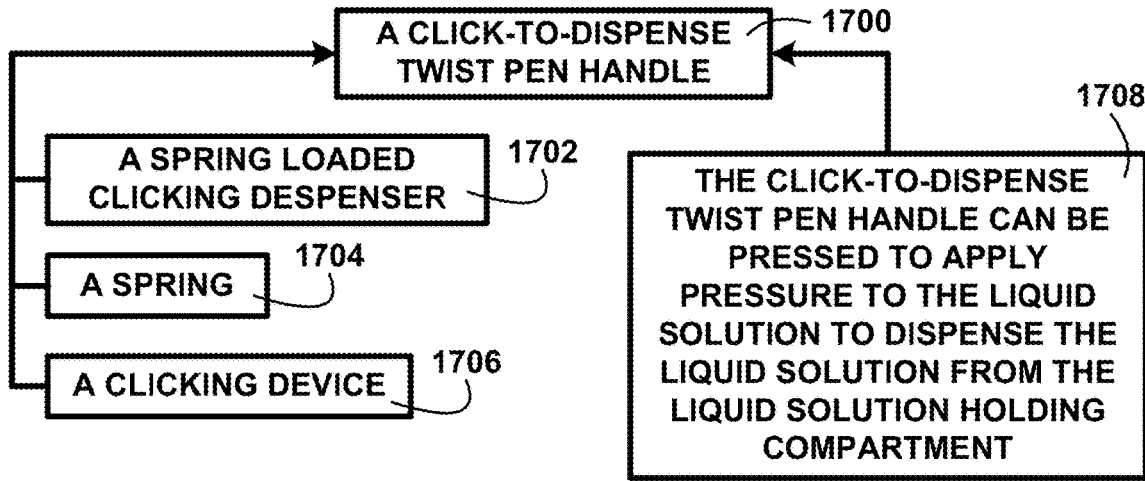 A CLICK-TO-DISPENSE
TWIST PEN HANDLE
1700
A SPRING LOADED
CLICKING DESPENSER
1702
A SPRING
1704
A CLICKING DEVICE
1706
1708
THE CLICK-TO-DISPENSE
TWIST PEN HANDLE CAN BE
PRESSED TO APPLY
PRESSURE TO THE LIQUID
SOLUTION TO DISPENSE THE
LIQUID SOLUTION FROM THE
LIQUID SOLUTION HOLDING
COMPARTMENT